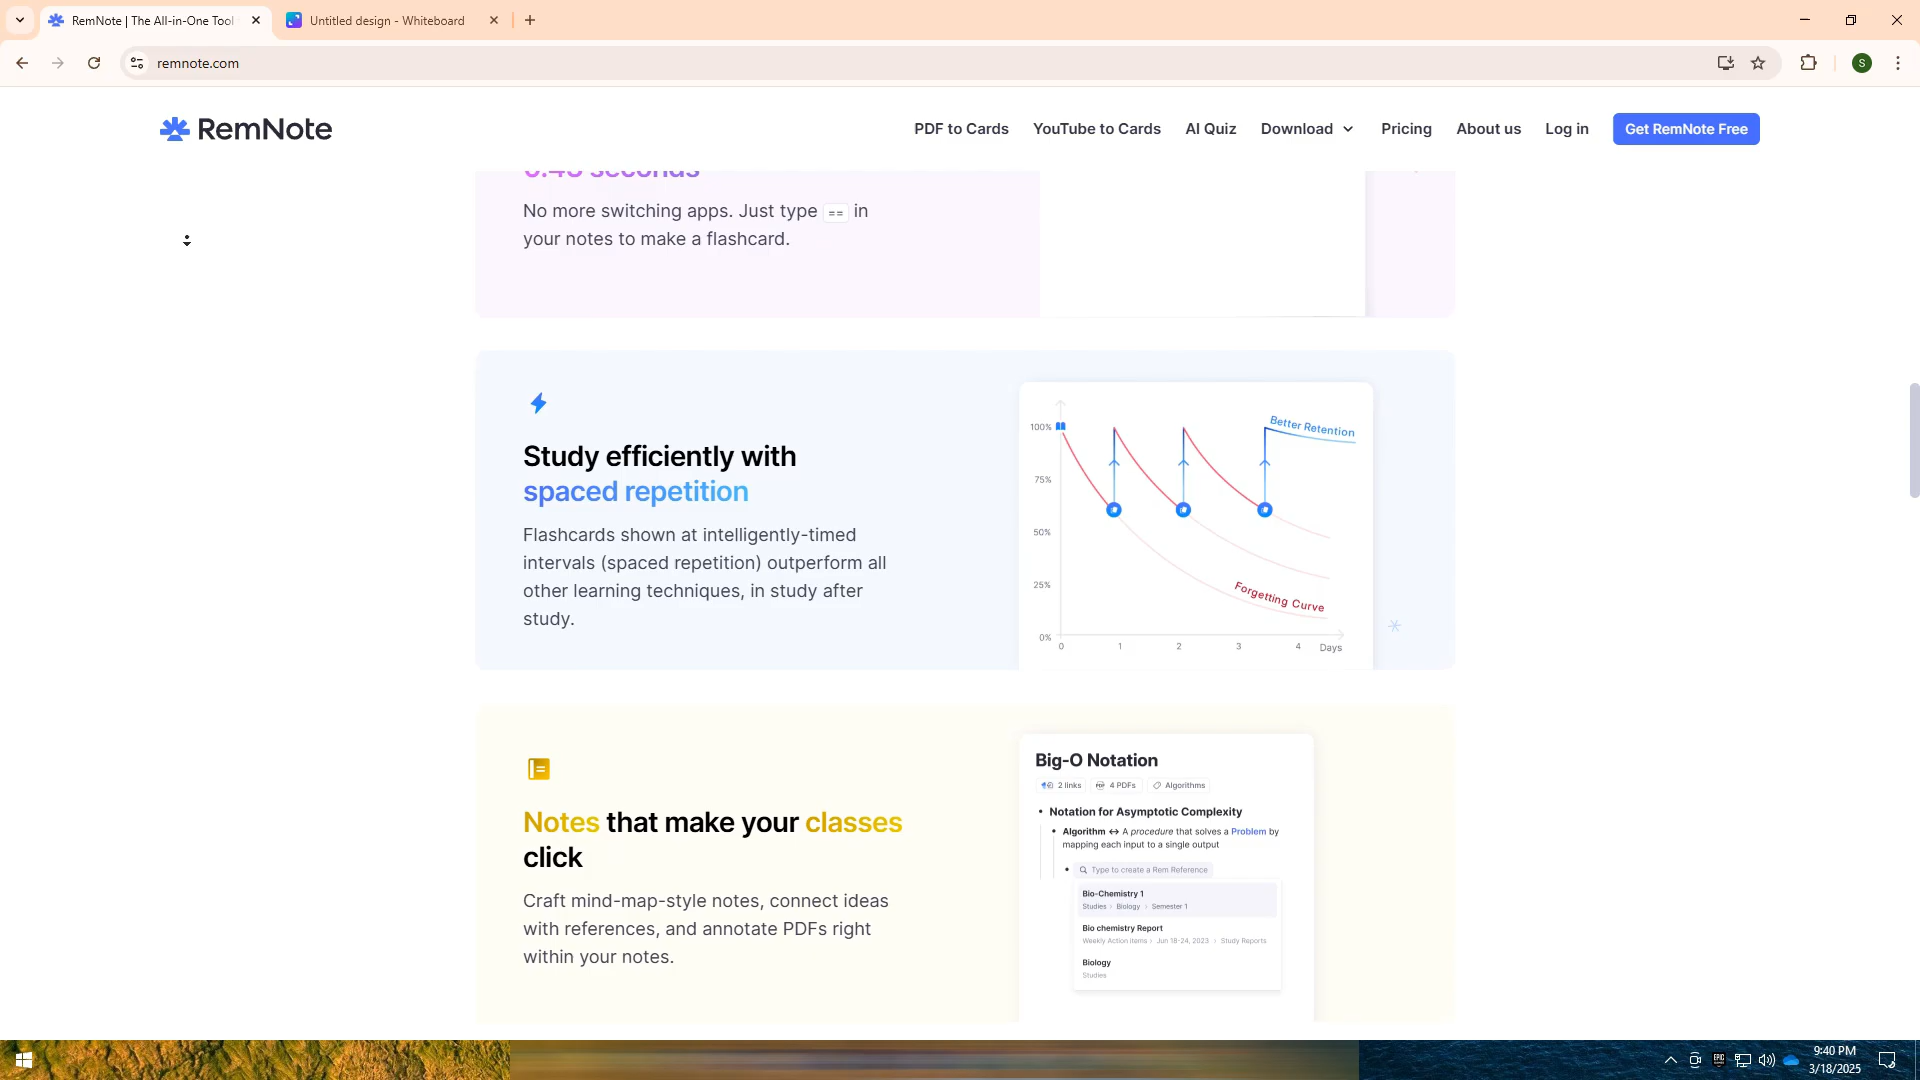 RemNote | The All-in-One Tool
Untitled design - Whiteboard
remnote.com
S
RemNote
PDF to Cards
YouTube to Cards
AI Quiz
Download
Pricing
About us
Log in
Get RemNote Free
No more switching apps. Just type == in
your notes to make a flashcard.
Study efficiently with
spaced repetition
Flashcards shown at intelligently-timed
intervals (spaced repetition) outperform all
other learning techniques, in study after
study.
100%
75%
50%
25%
0%
0 1 2 3 4 Days
Better Retention
Forgetting Curve
Notes that make your classes
click
Craft mind-map-style notes, connect ideas
with references, and annotate PDFs right
within your notes.
Big-O Notation
2 links
PDF 4 PDFs
Algorithms
• Notation for Asymptotic Complexity
• Algorithm ↔ A procedure that solves a Problem by
mapping each input to a single output
• Type to create a Rem Reference
Bio-Chemistry 1
Studies › Biology › Semester 1
Bio chemistry Report
Weekly Action Items › Jun 18-24, 2023 › Study Reports
Biology
Studies
EPIC
9:40 PM
3/18/2025